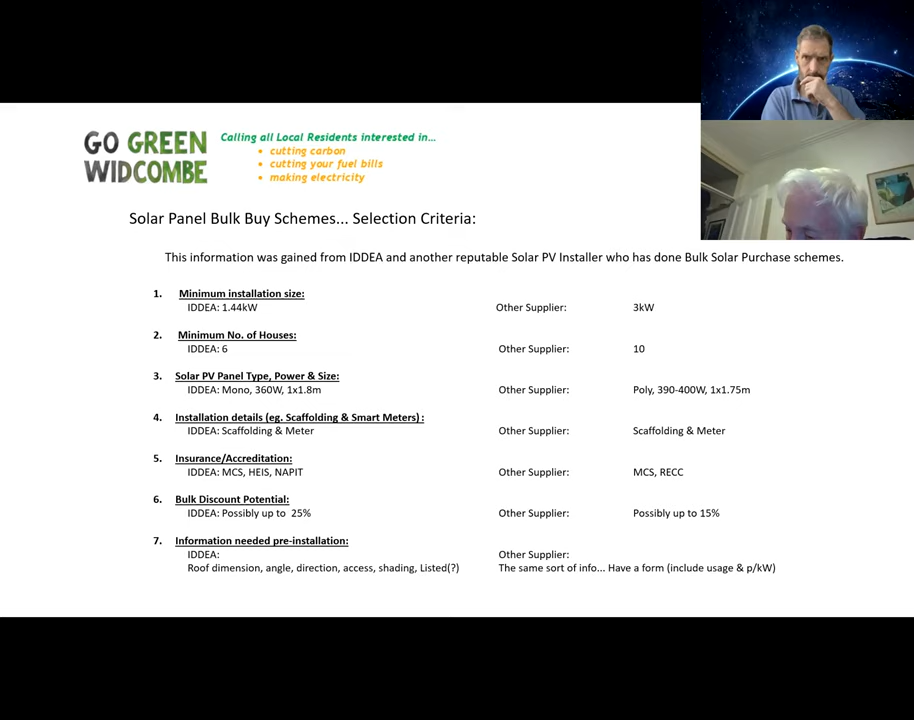 GO GREEN
WIDCOMBE
Calling all Local Residents interested in...
• cutting carbon
• cutting your fuel bills
• making electricity
Solar Panel Bulk Buy Schemes... Selection Criteria:
This information was gained from IDDEA and another reputable Solar PV Installer who has done Bulk Solar Purchase schemes.
1. Minimum installation size:
IDDEA: 1.44kW Other Supplier: 3kW
2. Minimum No. of Houses:
IDDEA: 6 Other Supplier: 10
3. Solar PV Panel Type, Power & Size:
IDDEA: Mono, 360W, 1x1.8m Other Supplier: Poly, 390-400W, 1x1.75m
4. Installation details (eg. Scaffolding & Smart Meters) :
IDDEA: Scaffolding & Meter Other Supplier: Scaffolding & Meter
5. Insurance/Accreditation:
IDDEA: MCS, HEIS, NAPIT Other Supplier: MCS, RECC
6. Bulk Discount Potential:
IDDEA: Possibly up to 25% Other Supplier: Possibly up to 15%
7. Information needed pre-installation:
IDDEA: Other Supplier:
Roof dimension, angle, direction, access, shading, Listed(?) The same sort of info... Have a form (include usage & p/kW)